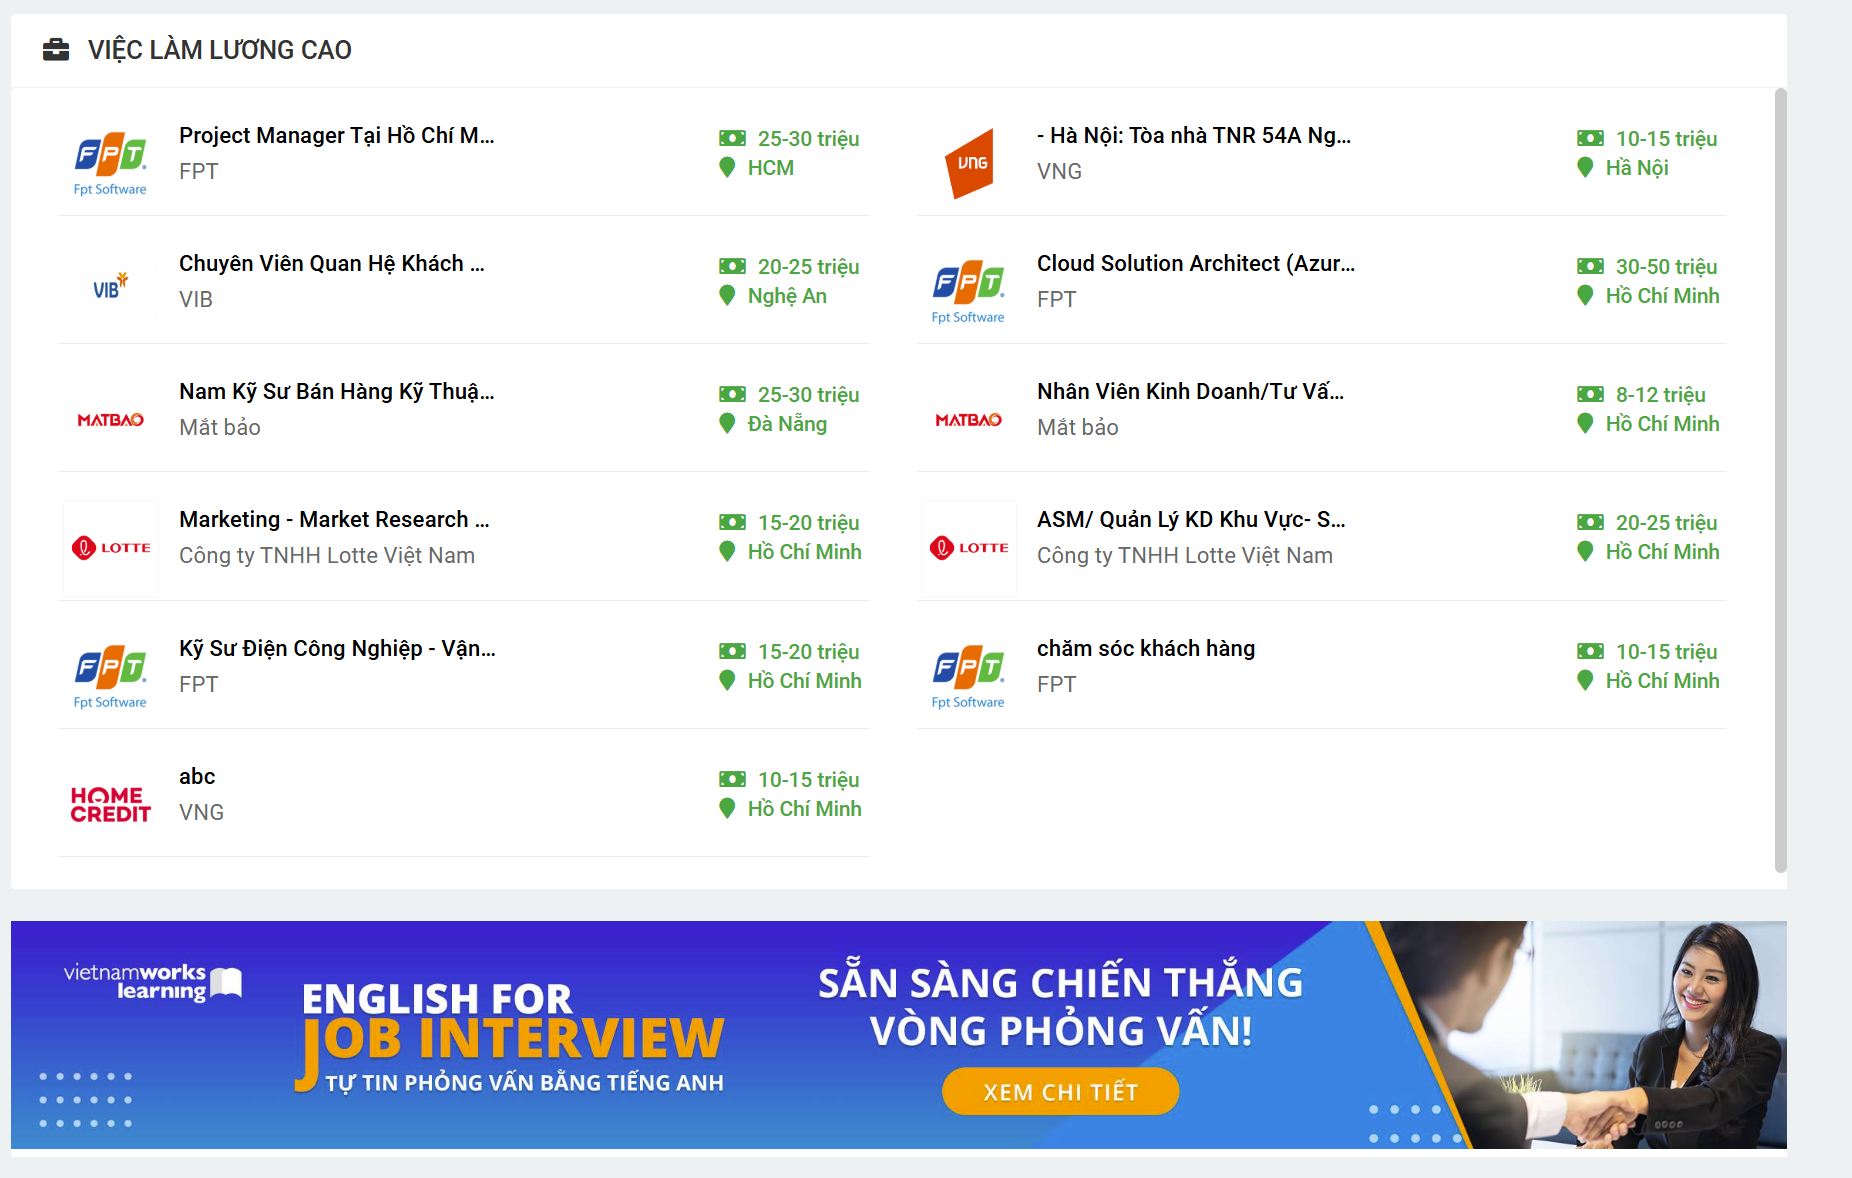 VIỆC LÀM LƯƠNG CAO
FPT
Fpt Software
Project Manager Tại Hồ Chí M...
FPT
25-30 triệu
HCM
VNG
- Hà Nội: Tòa nhà TNR 54A Ng...
VNG
10-15 triệu
Hà Nội
VIB
Chuyên Viên Quan Hệ Khách ...
VIB
20-25 triệu
Nghệ An
FPT
Fpt Software
Cloud Solution Architect (Azur...
FPT
30-50 triệu
Hồ Chí Minh
MATBAO
Nam Kỹ Sư Bán Hàng Kỹ Thuậ...
Mắt bảo
25-30 triệu
Đà Nẵng
MATBAO
Nhân Viên Kinh Doanh/Tư Vấ...
Mắt bảo
8-12 triệu
Hồ Chí Minh
LOTTE
Marketing - Market Research ...
Công ty TNHH Lotte Việt Nam
15-20 triệu
Hồ Chí Minh
LOTTE
ASM/ Quản Lý KD Khu Vực- S...
Công ty TNHH Lotte Việt Nam
20-25 triệu
Hồ Chí Minh
FPT
Fpt Software
Kỹ Sư Điện Công Nghiệp - Vận...
FPT
15-20 triệu
Hồ Chí Minh
FPT
Fpt Software
chăm sóc khách hàng
FPT
10-15 triệu
Hồ Chí Minh
HOME
CREDIT
abc
VNG
10-15 triệu
Hồ Chí Minh
vietnamworks
learning
ENGLISH FOR
JOB INTERVIEW
TỰ TIN PHỎNG VẤN BẰNG TIẾNG ANH
SẴN SÀNG CHIẾN THẮNG
VÒNG PHỎNG VẤN!
XEM CHI TIẾT